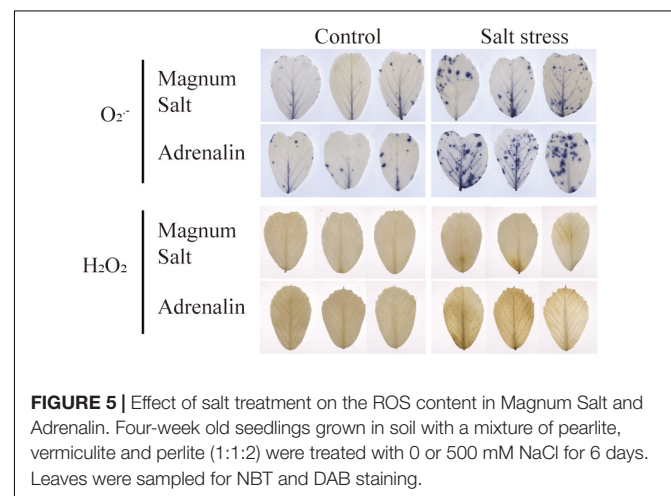 Control Salt stress
O₂·⁻
Magnum
Salt
Adrenalin
H₂O₂
Magnum
Salt
Adrenalin
FIGURE 5 | Effect of salt treatment on the ROS content in Magnum Salt and
Adrenalin. Four-week old seedlings grown in soil with a mixture of pearlite,
vermiculite and perlite (1:1:2) were treated with 0 or 500 mM NaCl for 6 days.
Leaves were sampled for NBT and DAB staining.